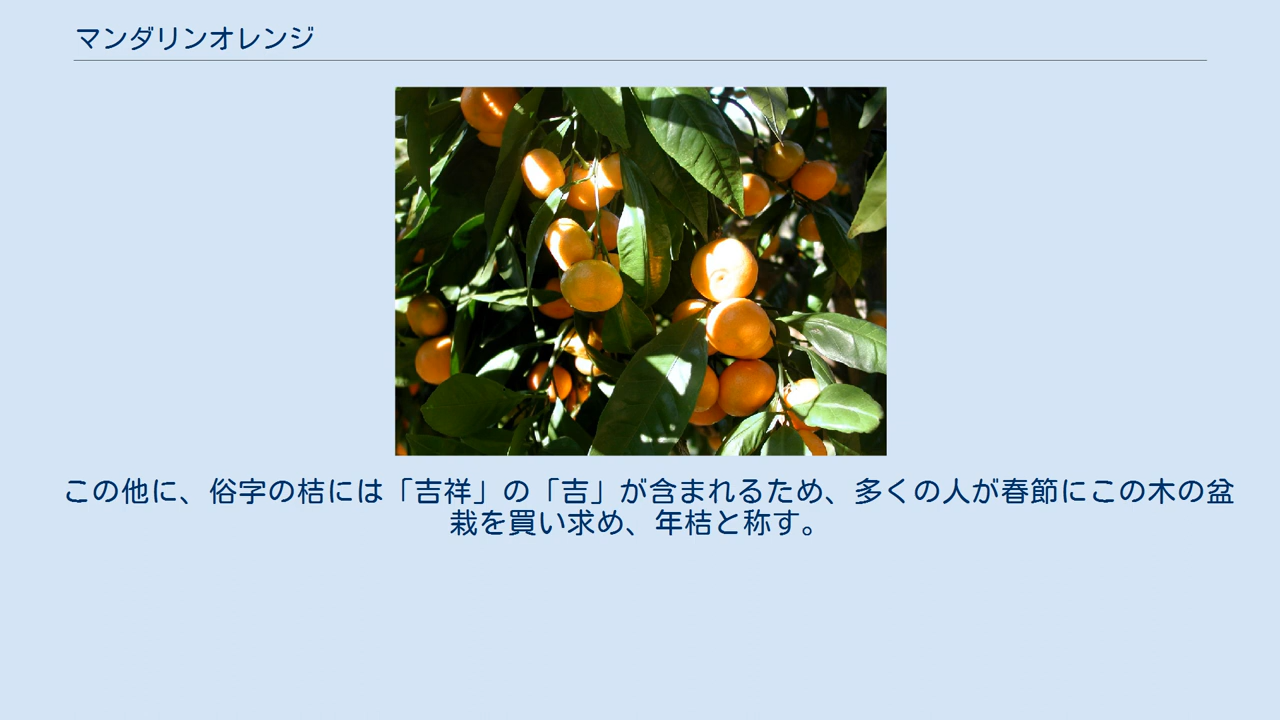 マンダリンオレンジ
この他に、俗字の桔には「吉祥」の「吉」が含まれるため、多くの人が春節にこの木の盆
栽を買い求め、年桔と称す。